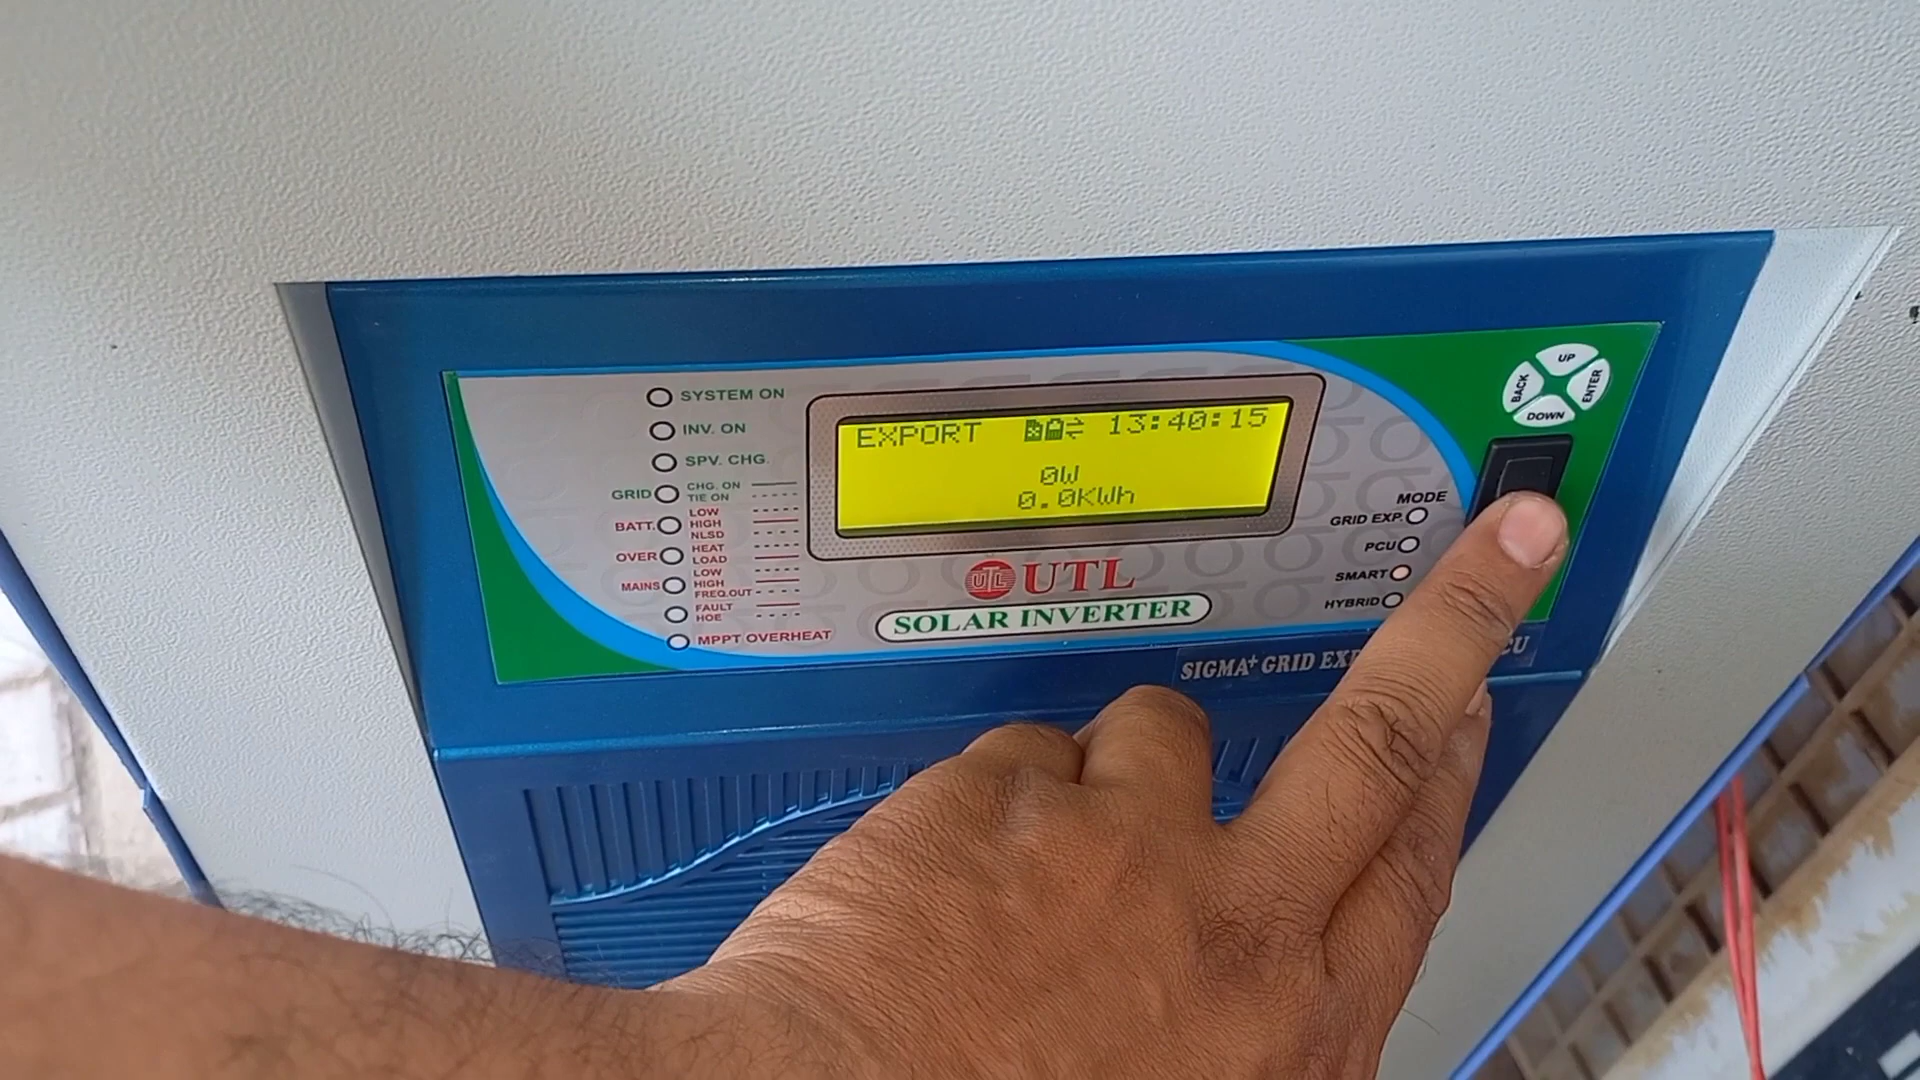 SYSTEM ON
INV. ON
SPV. CHG.
GRID
CHG. ON
TIE ON
BATT.
LOW
HIGH
NLSD
OVER
HEAT
LOAD
MAINS
LOW
HIGH
FREQ.OUT
FAULT
HOE
MPPT OVERHEAT
EXPORT 13:40:15
0W
0.0KWh
UTL UTL
SOLAR INVERTER
UP
BACK
ENTER
DOWN
MODE
GRID EXP.
PCU
SMART
HYBRID
SIGMA+ GRID